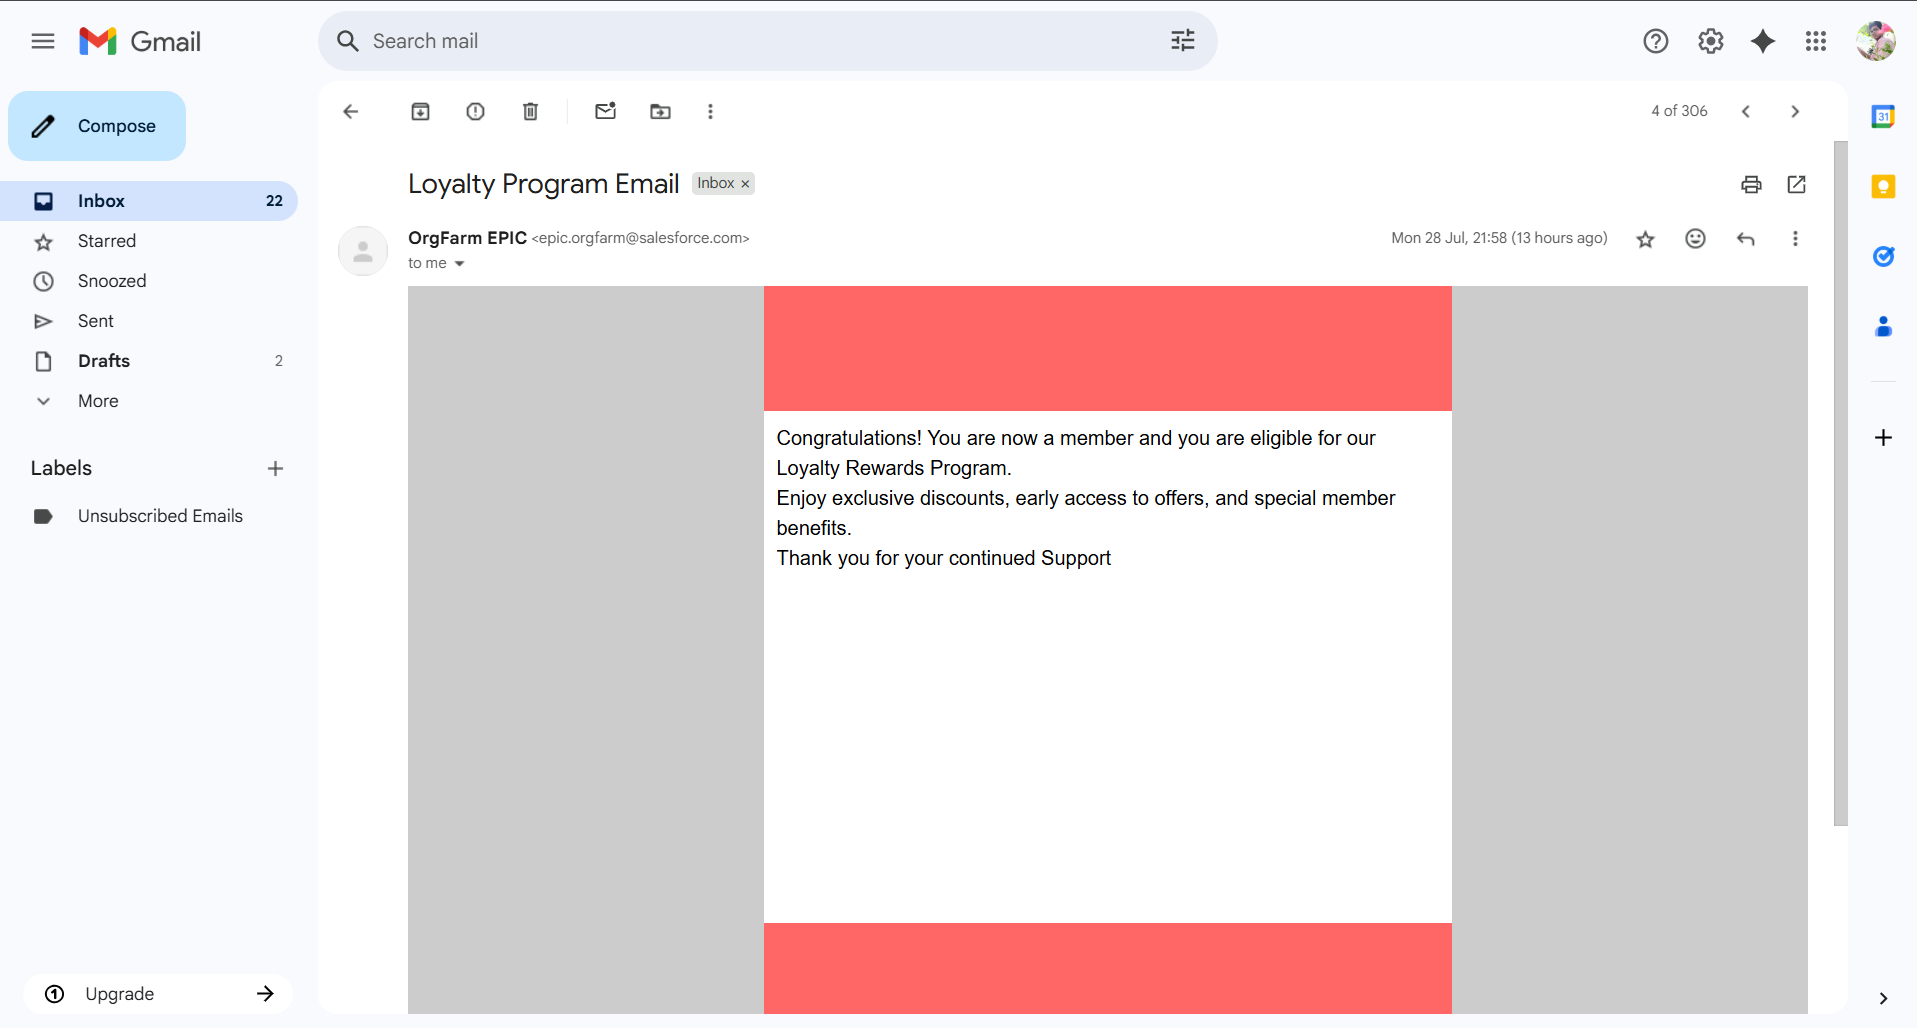 Gmail
Search mail
Compose
4 of 306
Loyalty Program Email Inbox ×
Inbox 22
OrgFarm EPIC <epic.orgfarm@salesforce.com> Mon 28 Jul, 21:58 (13 hours ago)
to me
Starred
Snoozed
Sent
Drafts 2
More
Labels
Unsubscribed Emails
31
Congratulations! You are now a member and you are eligible for our
Loyalty Rewards Program.
Enjoy exclusive discounts, early access to offers, and special member
benefits.
Thank you for your continued Support
1 Upgrade